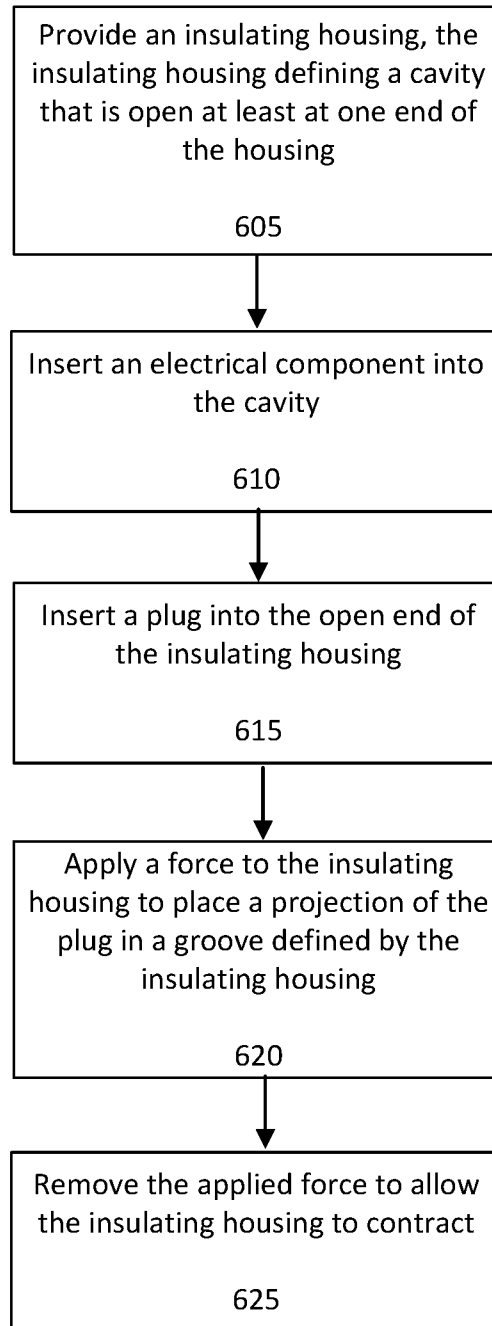 Provide an insulating housing, the
insulating housing defining a cavity
that is open at least at one end of
the housing
605
Insert an electrical component into
the cavity
610
Insert a plug into the open end of
the insulating housing
615
Apply a force to the insulating
housing to place a projection of the
plug in a groove defined by the
insulating housing
620
Remove the applied force to allow
the insulating housing to contract
625